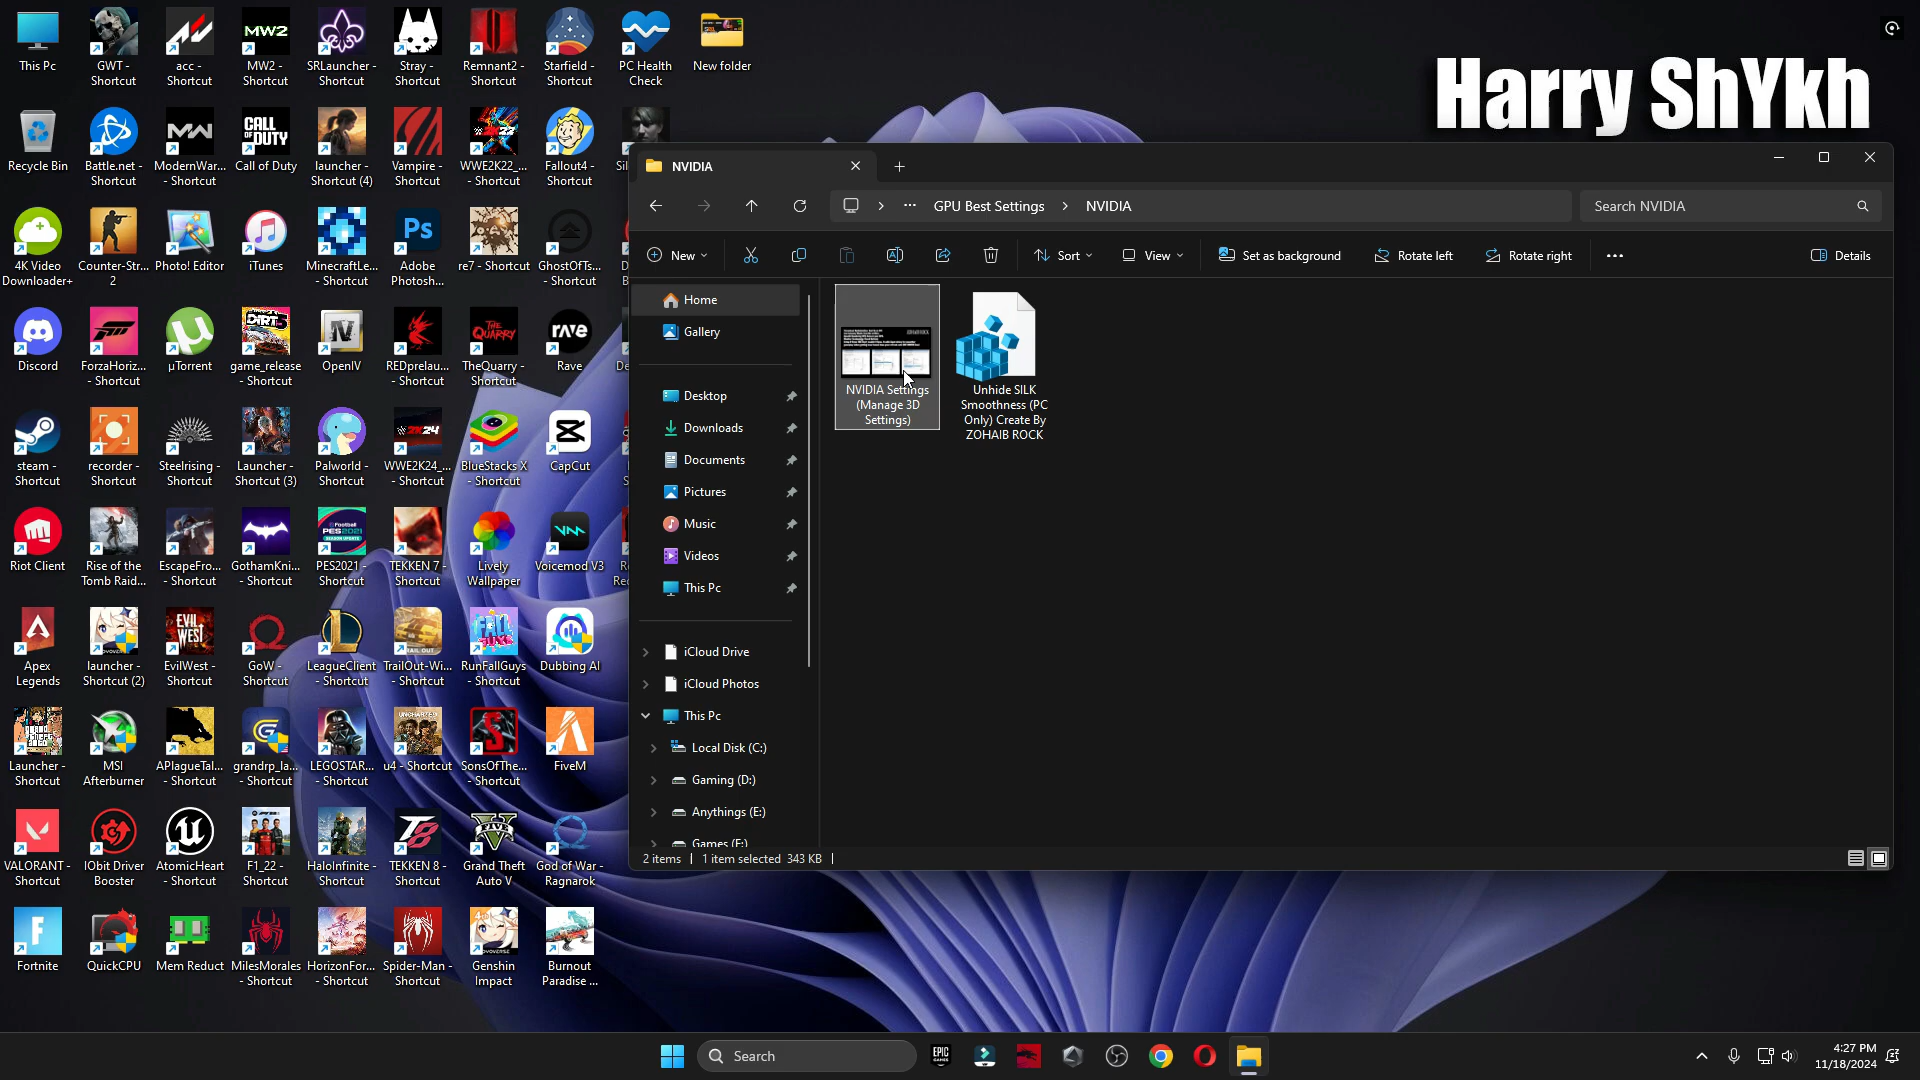 This Pc
GWT - Shortcut
acc - Shortcut
MW2
MW2 - Shortcut
SRLauncher - Shortcut
Stray - Shortcut
Remnant2 - Shortcut
Starfield - Shortcut
PC Health Check
New folder
Harry ShYkh
Recycle Bin
Battle.net - Shortcut
ModernWar... - Shortcut
CALL OF DUTY
Call of Duty
launcher - Shortcut (4)
Vampire - Shortcut
WWE2K22_... - Shortcut
Fallout4 - Shortcut
4K Video Downloader+
Counter-Str... 2
Photo! Editor
iTunes
MinecraftLe... - Shortcut
Ps
Adobe Photosh...
re7 - Shortcut
GhostOfTs... - Shortcut
Discord
ForzaHoriz... - Shortcut
µTorrent
game_release - Shortcut
OpenIV
REDprelau... - Shortcut
TheQuarry - Shortcut
rave
Rave
steam - Shortcut
recorder - Shortcut
Steelrising - Shortcut
Launcher - Shortcut (3)
Palworld - Shortcut
WWE2K24_... - Shortcut
BlueStacks X - Shortcut
CapCut
Riot Client
Rise of the Tomb Raid...
EscapeFro... - Shortcut
GothamKni... - Shortcut
PES2021 - Shortcut
TEKKEN 7 - Shortcut
Lively Wallpaper
Voicemod V3
Apex Legends
launcher - Shortcut (2)
EVIL WEST
EvilWest - Shortcut
GoW - Shortcut
LeagueClient - Shortcut
TrailOut-Wi... - Shortcut
RunFallGuys - Shortcut
Dubbing AI
Launcher - Shortcut
MSI Afterburner
APlagueTal... - Shortcut
grandrp_la... - Shortcut
LEGOSTAR... - Shortcut
u4 - Shortcut
SonsOfThe... - Shortcut
FiveM
VALORANT - Shortcut
IObit Driver Booster
AtomicHeart - Shortcut
F1_22 - Shortcut
HaloInfinite - Shortcut
TEKKEN 8 - Shortcut
Grand Theft Auto V
God of War - Ragnarok
Fortnite
QuickCPU
Mem Reduct
MilesMorales - Shortcut
HorizonFor... - Shortcut
Spider-Man - Shortcut
Genshin Impact
Burnout Paradise ...
NVIDIA
GPU Best Settings
NVIDIA
Search NVIDIA
New
Sort
View
Set as background
Rotate left
Rotate right
Details
Home
Gallery
Desktop
Downloads
Documents
Pictures
Music
Videos
This Pc
iCloud Drive
iCloud Photos
This Pc
Local Disk (C:)
Gaming (D:)
Anythings (E:)
Games (F:)
NVIDIA Settings
(Manage 3D
Settings)
Unhide SILK
Smoothness (PC
Only) Create By
ZOHAIB ROCK
2 items
1 item selected 343 KB
Search
EPIC GAMES
4:27 PM
11/18/2024